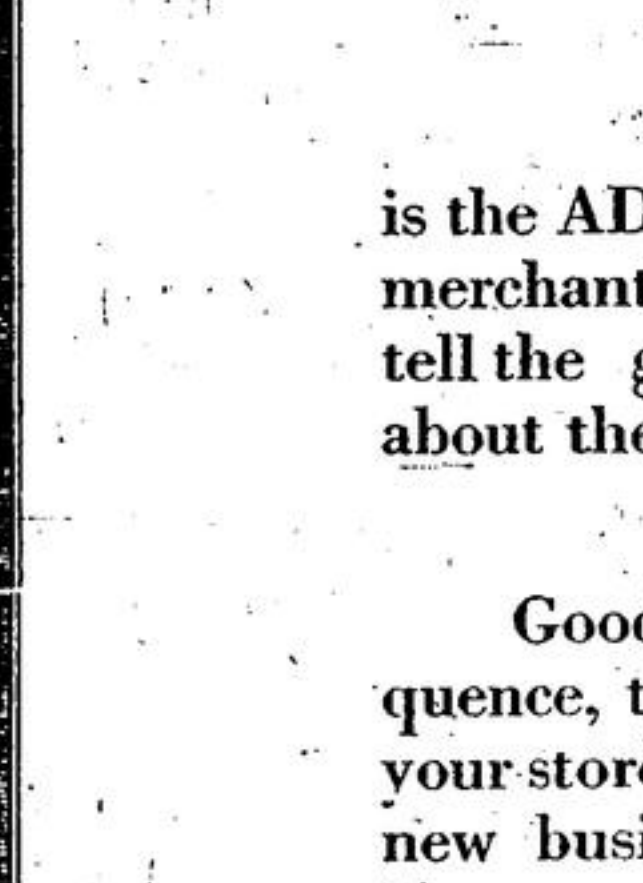 is the AD
merchant
tell the g
about the
Good
quence, t
your store
new busi